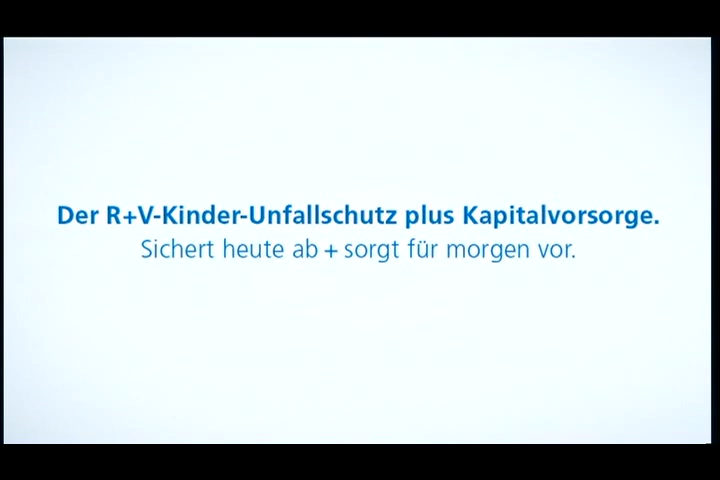 Der R+V-Kinder-Unfallschutz plus Kapitalvorsorge.
Sichert heute ab + sorgt für morgen vor.